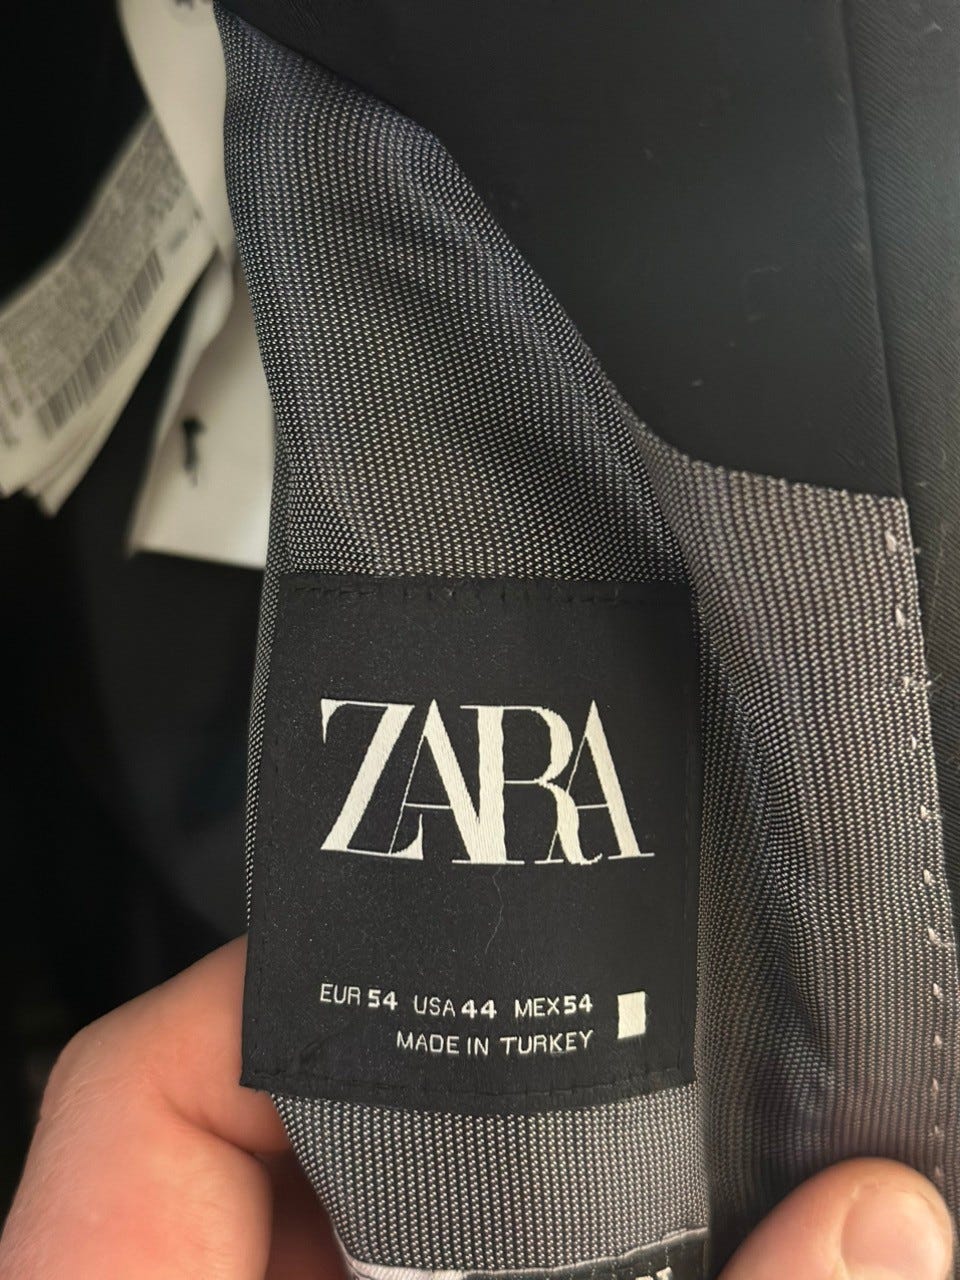 ZARA
EUR 54 USA 44 MEX 54
MADE IN TURKEY